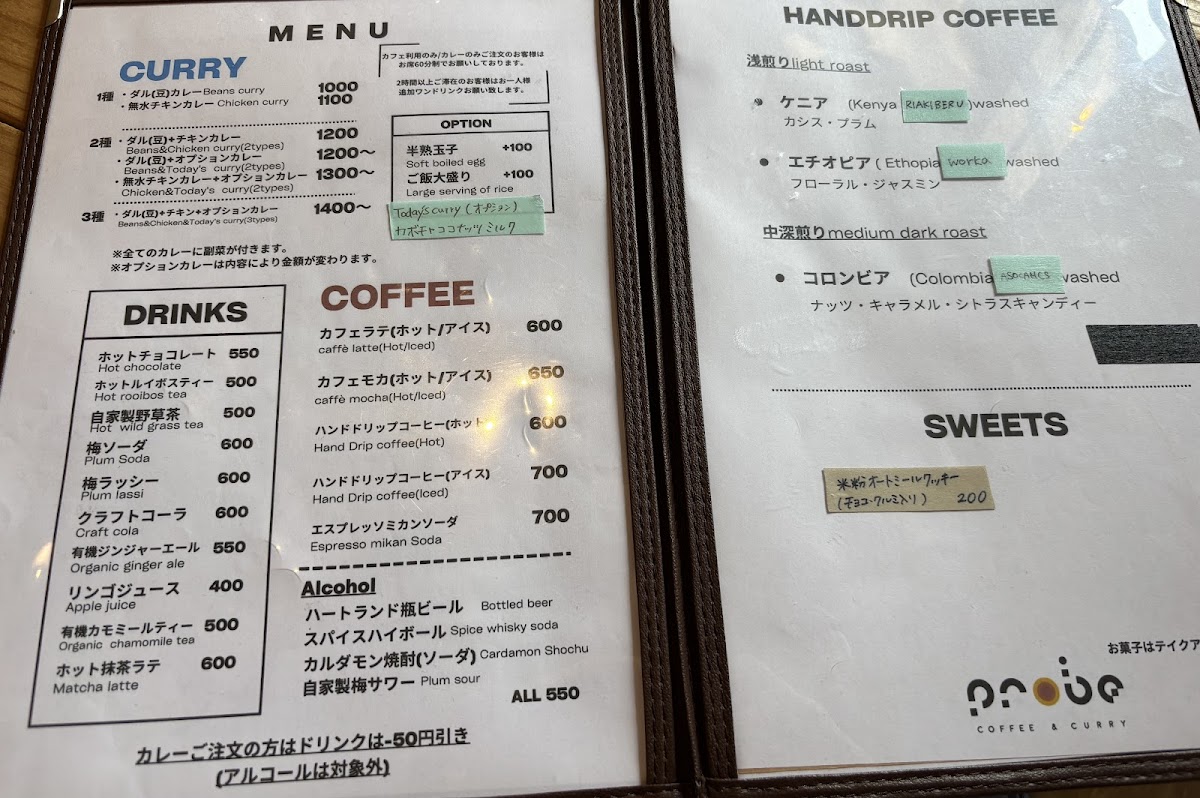 MENU
カフェ利用のみ/カレーのみご注文のお客様は
お席60分制でお願いしております。
2時間以上ご滞在のお客様はお一人様
追加ワンドリンクお願い致します。
CURRY
1種 ・ダル(豆)カレーBeans curry 1000
・無水チキンカレー Chicken curry 1100
2種 ・ダル(豆)+チキンカレー 1200
Beans&Chicken curry(2types)
・ダル(豆)+オプションカレー 1200〜
Beans&Today's curry(2types)
・無水チキンカレー+オプションカレー 1300〜
Chicken&Today's curry(2types)
3種 ・ダル(豆)+チキン+オプションカレー 1400〜
Beans&Chicken&Today's curry(3types)
※全てのカレーに副菜が付きます。
※オプションカレーは内容により金額が変わります。
OPTION
半熟玉子 +100
Soft boiled egg
ご飯大盛り +100
Large serving of rice
Today's curry (オプション)
カボチャココナッツミルク
DRINKS
ホットチョコレート 550
Hot chocolate
ホットルイボスティー 500
Hot rooibos tea
自家製野草茶 500
Hot wild grass tea
梅ソーダ 600
Plum Soda
梅ラッシー 600
Plum lassi
クラフトコーラ 600
Craft cola
有機ジンジャーエール 550
Organic ginger ale
リンゴジュース 400
Apple juice
有機カモミールティー 500
Organic chamomile tea
ホット抹茶ラテ 600
Matcha latte
COFFEE
カフェラテ(ホット/アイス) 600
caffè latte(Hot/Iced)
カフェモカ(ホット/アイス) 650
caffè mocha(Hot/Iced)
ハンドドリップコーヒー(ホット 600
Hand Drip coffee(Hot)
ハンドドリップコーヒー(アイス) 700
Hand Drip coffee(Iced)
エスプレッソミカンソーダ 700
Espresso mikan Soda
Alcohol
ハートランド瓶ビール Bottled beer
スパイスハイボール Spice whisky soda
カルダモン焼酎(ソーダ) Cardamon Shochu
自家製梅サワー Plum sour
ALL 550
カレーご注文の方はドリンクは-50円引き
(アルコールは対象外)
HANDDRIP COFFEE
浅煎りlight roast
● ケニア (Kenya RIAKIBERU )washed
カシス・プラム
● エチオピア ( Ethopia worka washed
フローラル・ジャスミン
中深煎りmedium dark roast
● コロンビア (Colombia ASOCAMES washed
ナッツ・キャラメル・シトラスキャンディー
SWEETS
米粉オートミールクッキー
(チョコ・クルミ入り) 200
お菓子はテイクア
probe
COFFEE & CURRY